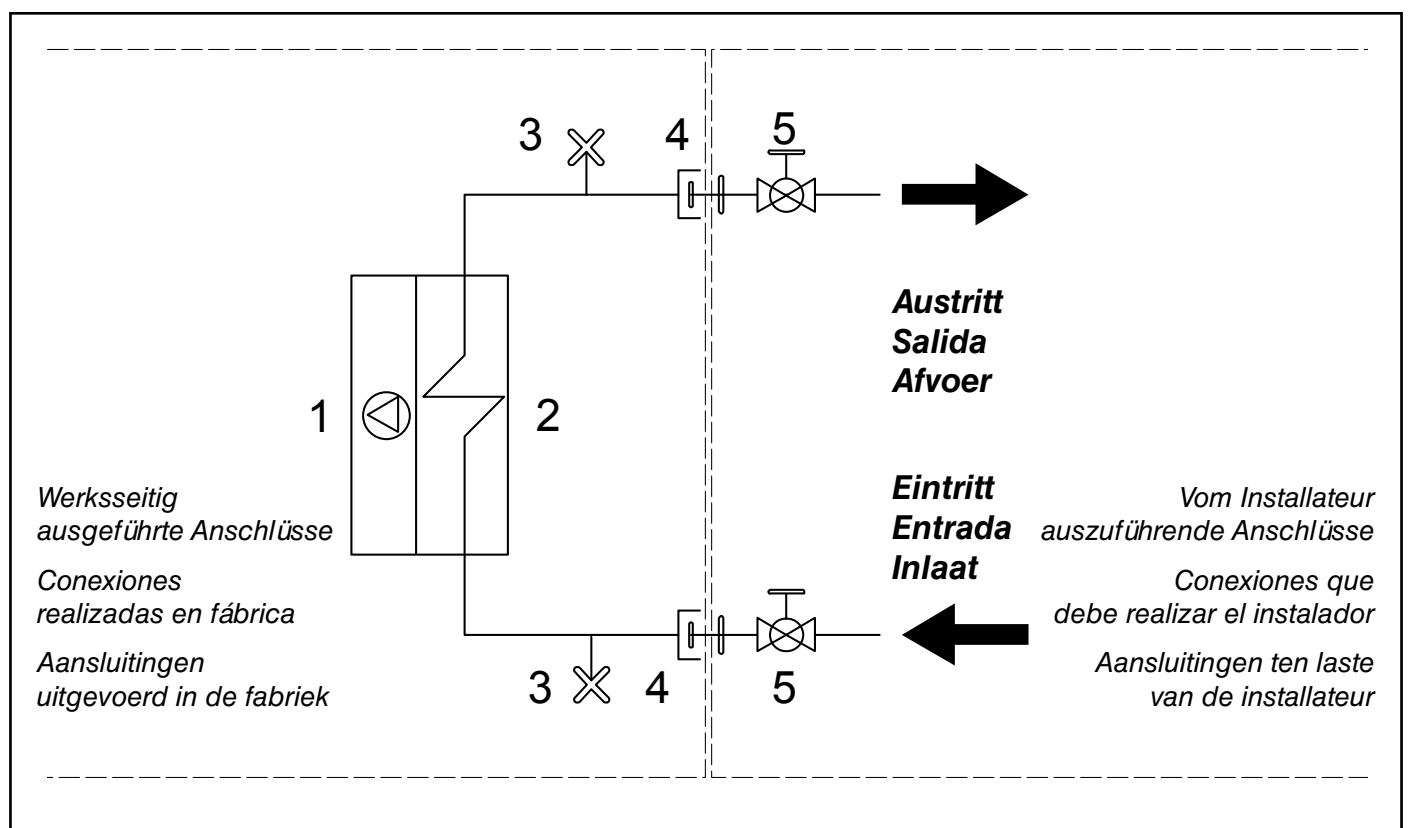 3
4
5
Austritt
Salida
Afvoer
1
2
Werksseitig
ausgeführte Anschlüsse
Conexiones
realizadas en fábrica
Aansluitingen
uitgevoerd in de fabriek
Eintritt
Entrada
Inlaat
Vom Installateur
auszuführende Anschlüsse
Conexiones que
debe realizar el instalador
Aansluitingen ten laste
van de installateur
3
4
5